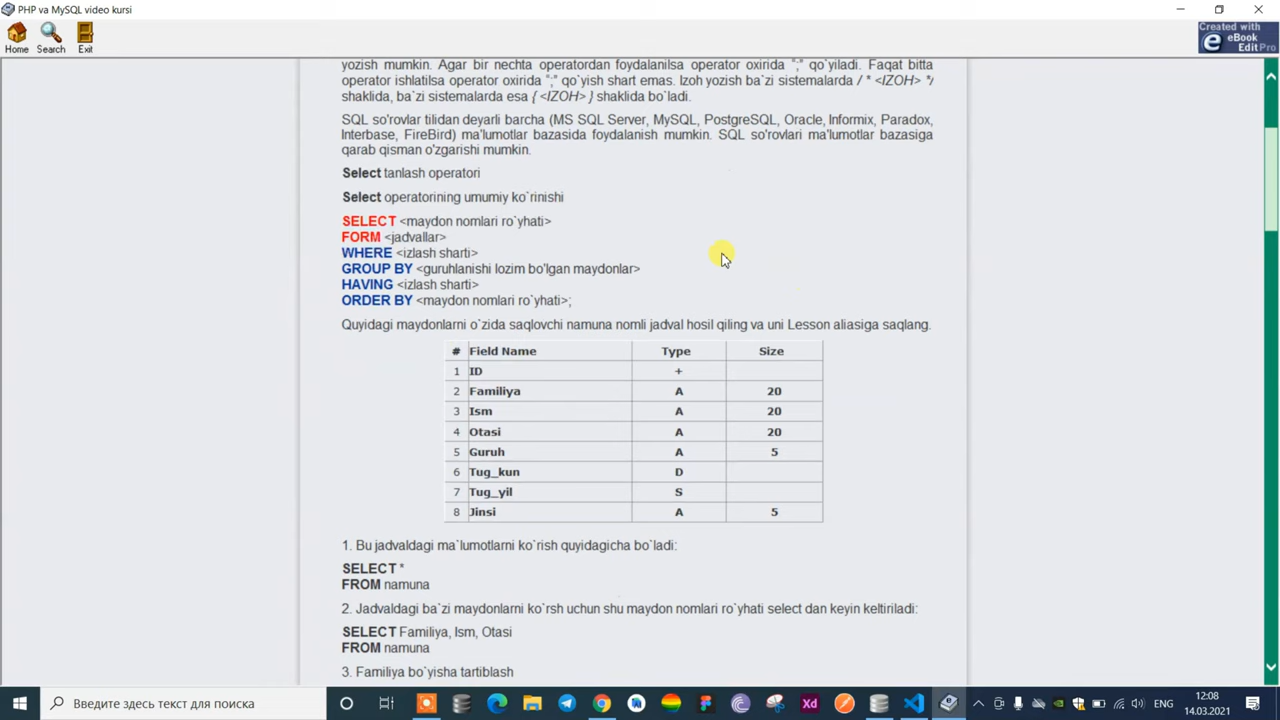 PHP va MySQL video kursi
Home
Search
Exit
Created with
eBook
Edit Pro
yozish mumkin. Agar bir nechta operatordan foydalanilsa operator oxirida ";" qo`yiladi. Faqat bitta
operator ishlatilsa operator oxirida ";" qo`yish shart emas. Izoh yozish ba`zi sistemalarda / * <IZOH> */
shaklida, ba`zi sistemalarda esa { <IZOH> } shaklida bo`ladi.
SQL so'rovlar tilidan deyarli barcha (MS SQL Server, MySQL, PostgreSQL, Oracle, Informix, Paradox,
Interbase, FireBird) ma'lumotlar bazasida foydalanish mumkin. SQL so'rovlari ma'lumotlar bazasiga
qarab qisman o'zgarishi mumkin.
Select tanlash operatori
Select operatorining umumiy ko`rinishi
SELECT <maydon nomlari ro`yhati>
FORM <jadvallar>
WHERE <izlash sharti>
GROUP BY <guruhlanishi lozim bo'lgan maydonlar>
HAVING <izlash sharti>
ORDER BY <maydon nomlari ro`yhati>;
Quyidagi maydonlarni o`zida saqlovchi namuna nomli jadval hosil qiling va uni Lesson aliasiga saqlang.
# Field Name Type Size
1 ID +
2 Familiya A 20
3 Ism A 20
4 Otasi A 20
5 Guruh A 5
6 Tug_kun D
7 Tug_yil S
8 Jinsi A 5
1. Bu jadvaldagi ma`lumotlarni ko`rish quyidagicha bo`ladi:
SELECT *
FROM namuna
2. Jadvaldagi ba`zi maydonlarni ko`rsh uchun shu maydon nomlari ro`yhati select dan keyin keltiriladi:
SELECT Familiya, Ism, Otasi
FROM namuna
3. Familiya bo`yisha tartiblash
Введите здесь текст для поиска
Xd
ENG
12:08
14.03.2021